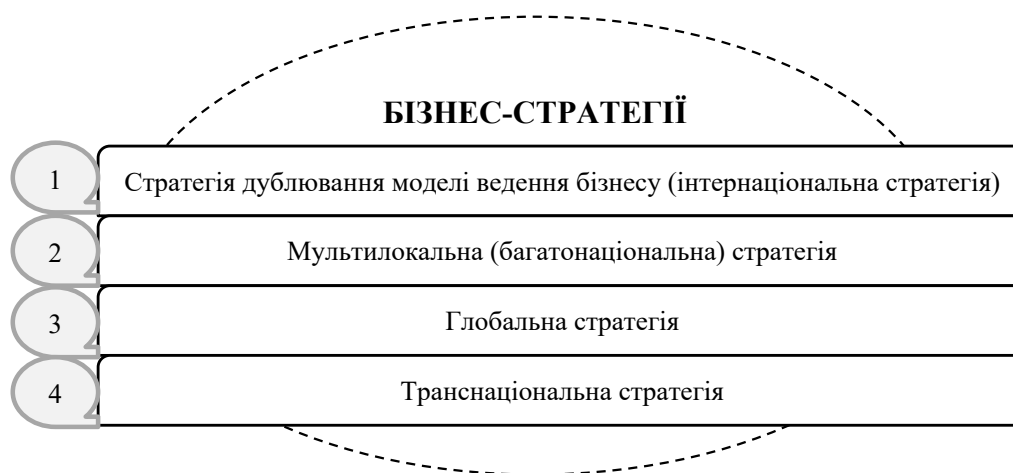 БІЗНЕС-СТРАТЕГІЇ
1
Стратегія дублювання моделі ведення бізнесу (інтернаціональна стратегія)
2
Мультилокальна (багатонаціональна) стратегія
3
Глобальна стратегія
4
Транснаціональна стратегія